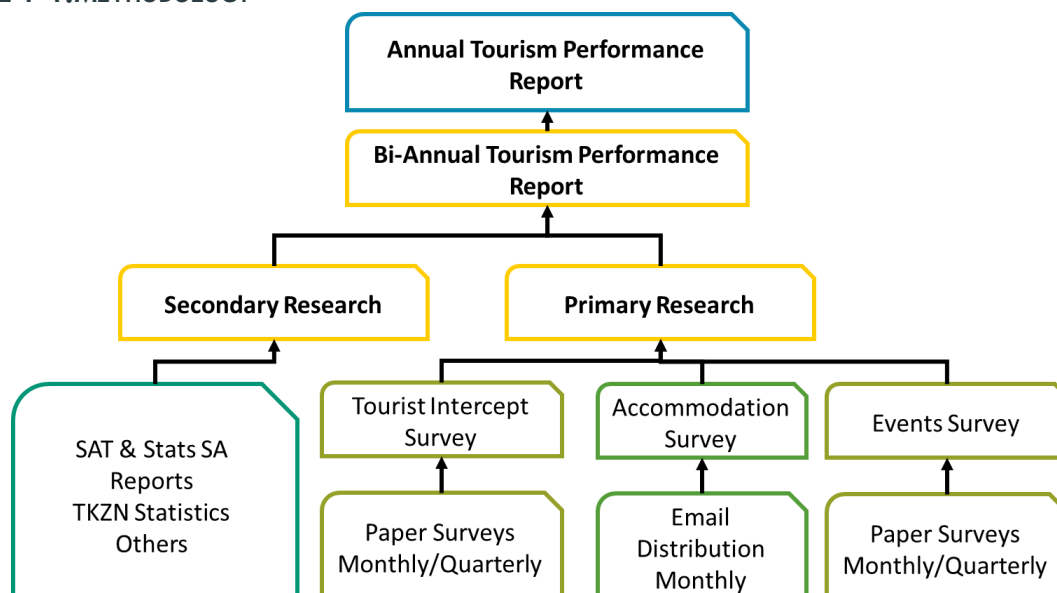 METHODOLOGY
Annual Tourism Performance
Report
Bi-Annual Tourism Performance
Report
Secondary Research
Primary Research
SAT & Stats SA
Reports
TKZN Statistics
Others
Tourist Intercept
Survey
Accommodation
Survey
Events Survey
Paper Surveys
Monthly/Quarterly
Email
Distribution
Monthly
Paper Surveys
Monthly/Quarterly